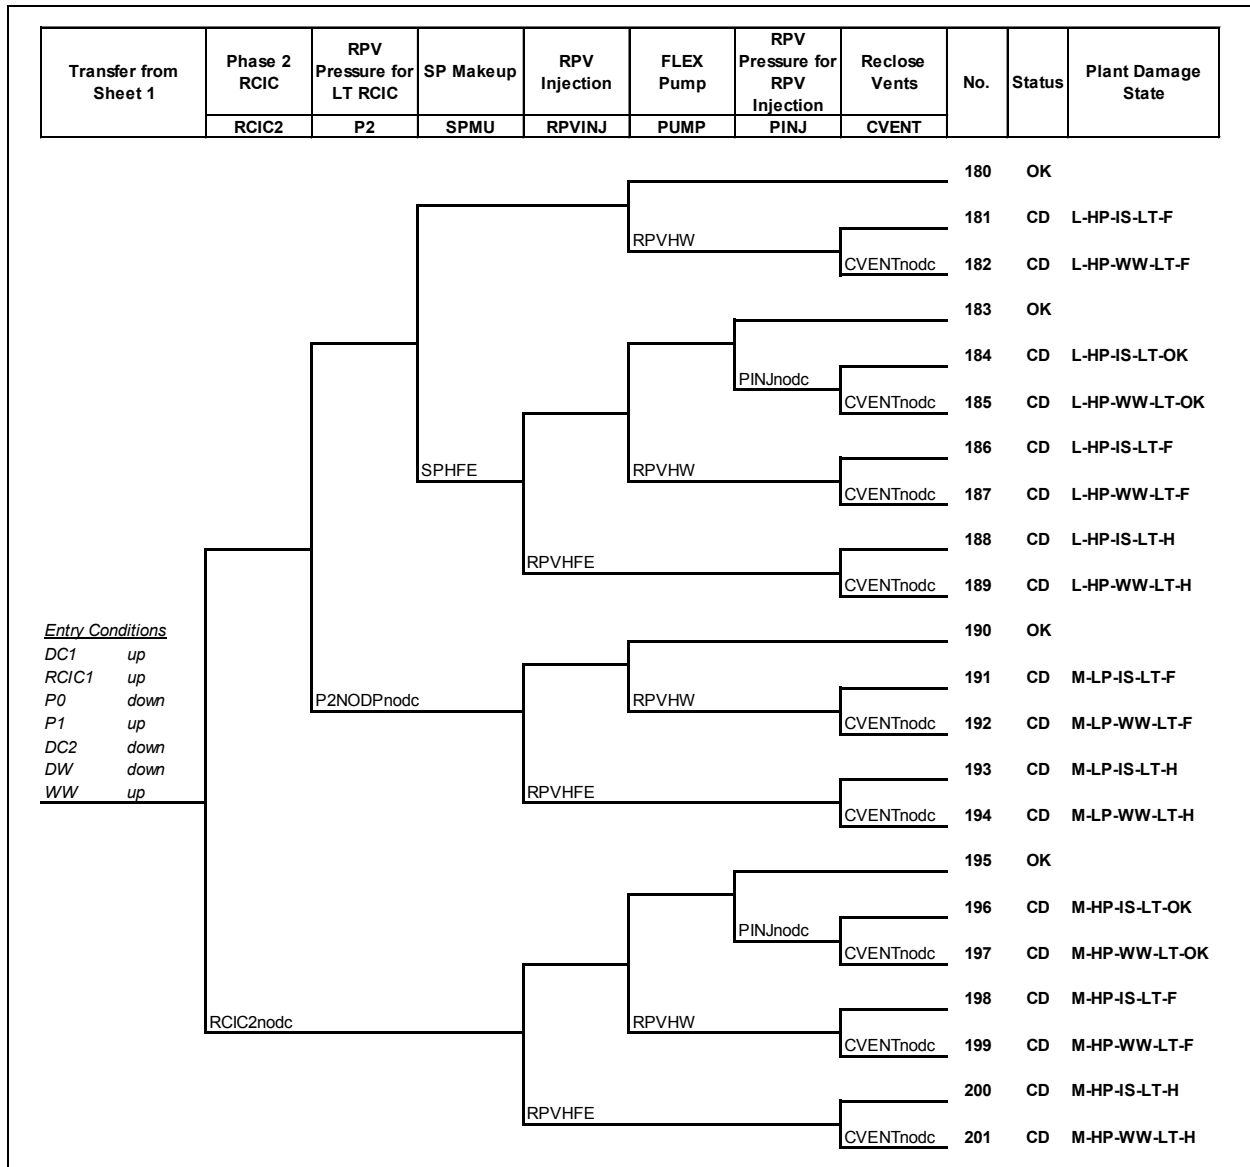 Transfer from Sheet 1 Phase 2 RCIC RPV Pressure for LT RCIC SP Makeup RPV Injection FLEX Pump RPV Pressure for RPV Injection Reclose Vents No. Status Plant Damage State
RCIC2 P2 SPMU RPVINJ PUMP PINJ CVENT
180 OK
181 CD L-HP-IS-LT-F
RPVHW
CVENTnodc 182 CD L-HP-WW-LT-F
183 OK
184 CD L-HP-IS-LT-OK
PINJnodc
CVENTnodc 185 CD L-HP-WW-LT-OK
186 CD L-HP-IS-LT-F
SPHFE RPVHW
CVENTnodc 187 CD L-HP-WW-LT-F
188 CD L-HP-IS-LT-H
RPVHFE
CVENTnodc 189 CD L-HP-WW-LT-H
Entry Conditions
190 OK
DC1 up
RCIC1 up
191 CD M-LP-IS-LT-F
P0 down P2NODPnodc RPVHW
P1 up
CVENTnodc 192 CD M-LP-WW-LT-F
DC2 down
DW down
193 CD M-LP-IS-LT-H
WW up RPVHFE
CVENTnodc 194 CD M-LP-WW-LT-H
195 OK
196 CD M-HP-IS-LT-OK
PINJnodc
CVENTnodc 197 CD M-HP-WW-LT-OK
198 CD M-HP-IS-LT-F
RCIC2nodc RPVHW
CVENTnodc 199 CD M-HP-WW-LT-F
200 CD M-HP-IS-LT-H
RPVHFE
CVENTnodc 201 CD M-HP-WW-LT-H